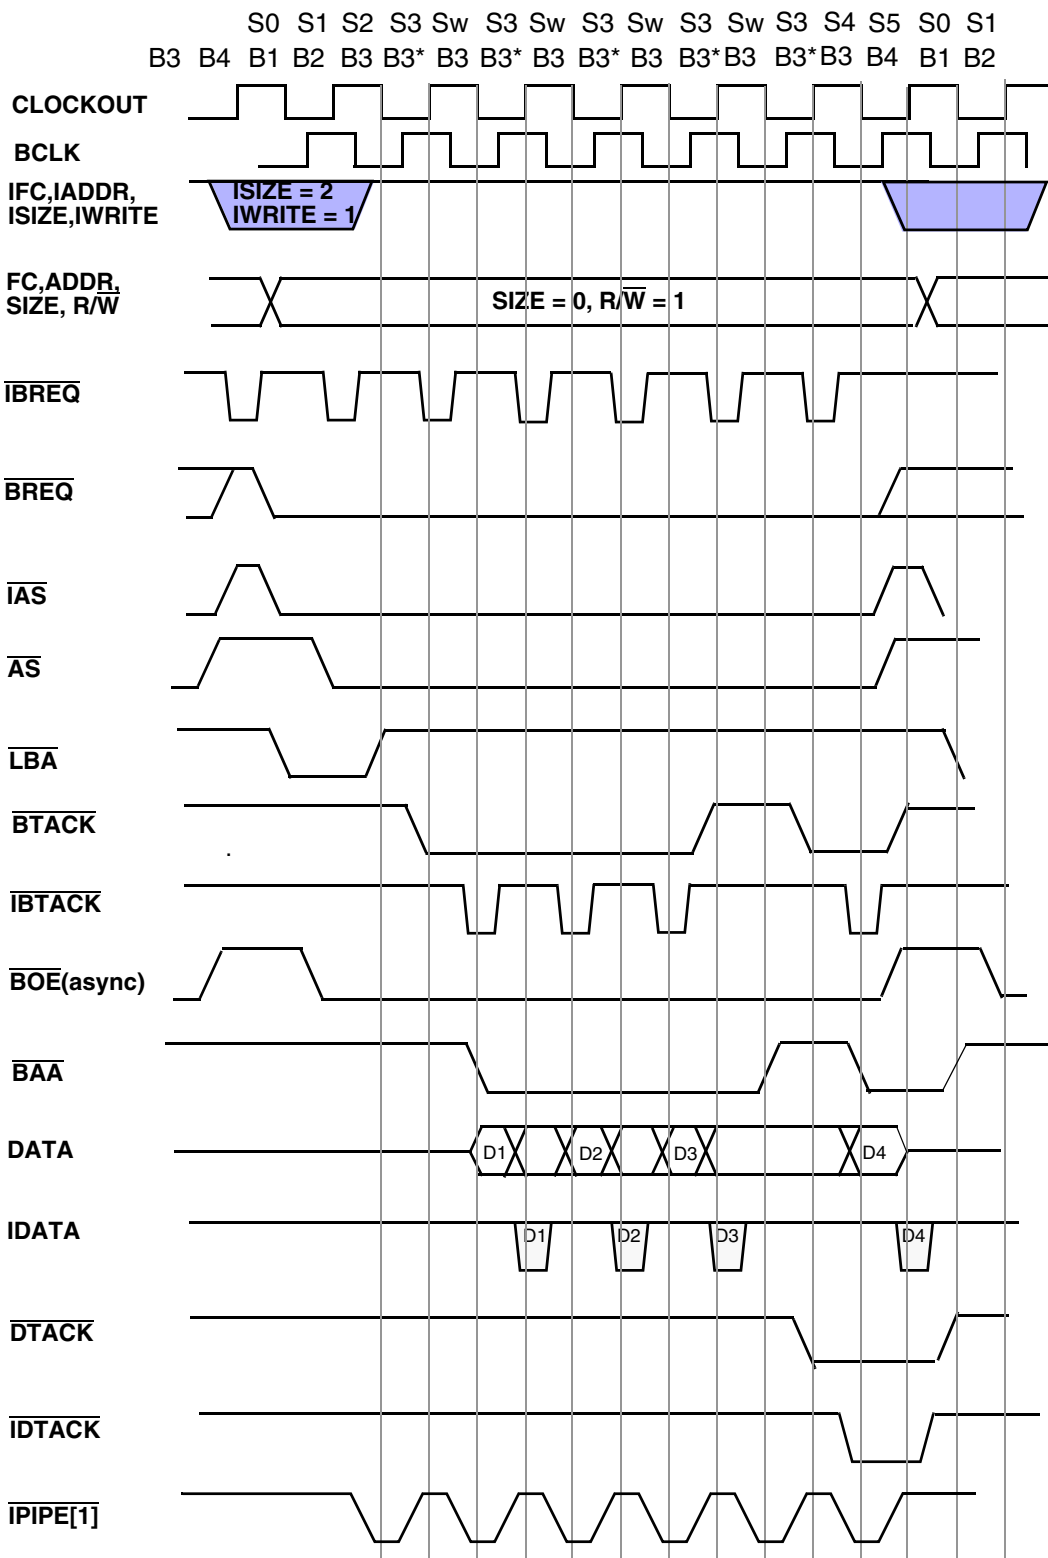 S0 S1 S2 S3 Sw S3 Sw S3 Sw S3 Sw S3 S4 S5 S0 S1
B3 B4 B1 B2 B3 B3* B3 B3* B3 B3* B3 B3* B3 B3* B3 B4 B1 B2
CLOCKOUT
BCLK
IFC,IADDR, ISIZE = 2
ISIZE,IWRITE IWRITE = 1
FC,ADDR,
SIZE, R/W SIZE = 0, R/W = 1
IBREQ
BREQ
IAS
AS
LBA
BTACK
.
IBTACK
BOE(async)
BAA
DATA D1 D2 D3 D4
IDATA D1 D2 D3 D4
DTACK
IDTACK
IPIPE[1]